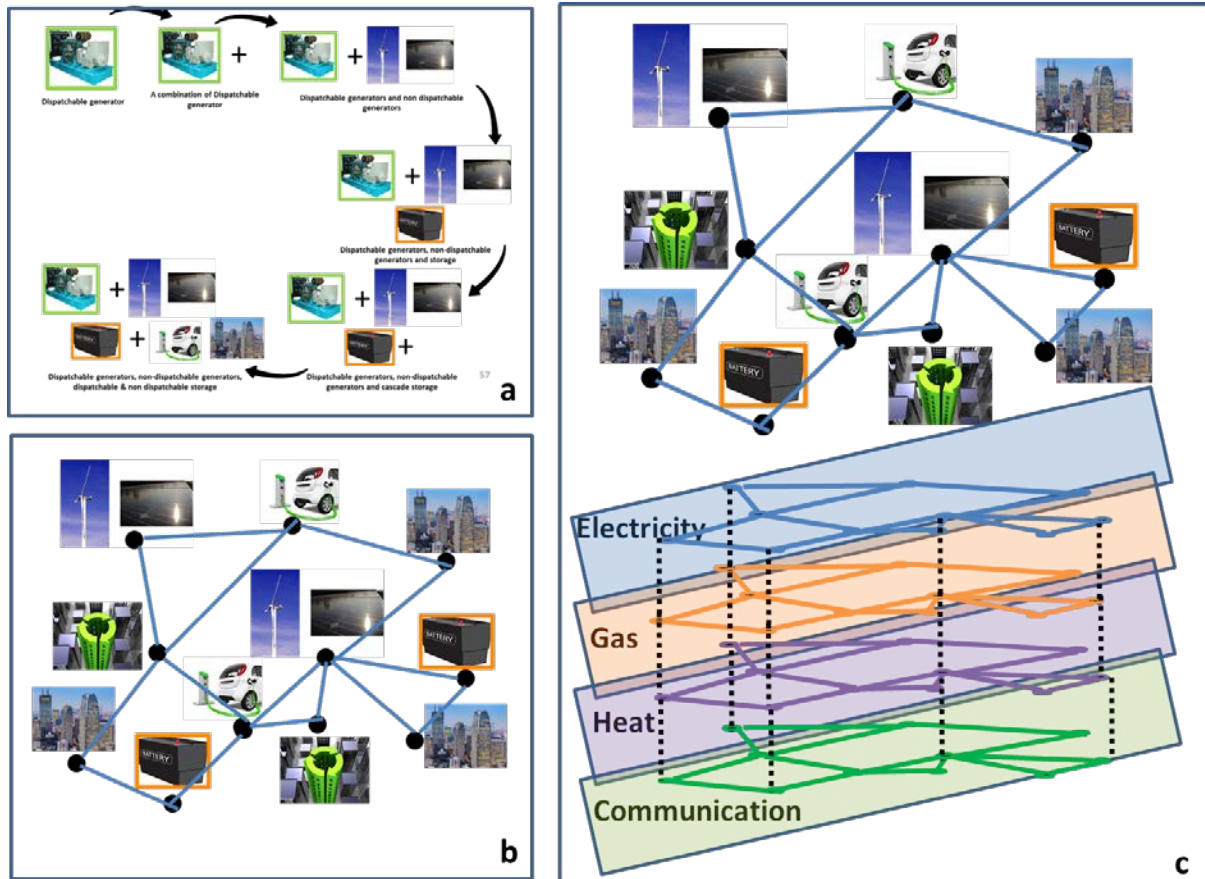 Dispatchable generator
A combination of Dispatchable
generator
Dispatchable generators and non dispatchable
generators
Dispatchable generators, non-dispatchable
generators and storage
Dispatchable generators, non-dispatchable generators,
dispatchable & non dispatchable storage
Dispatchable generators, non-dispatchable
generators and cascade storage
57
a
BATTERY
BATTERY
b
BATTERY
BATTERY
Electricity
Gas
Heat
Communication
c